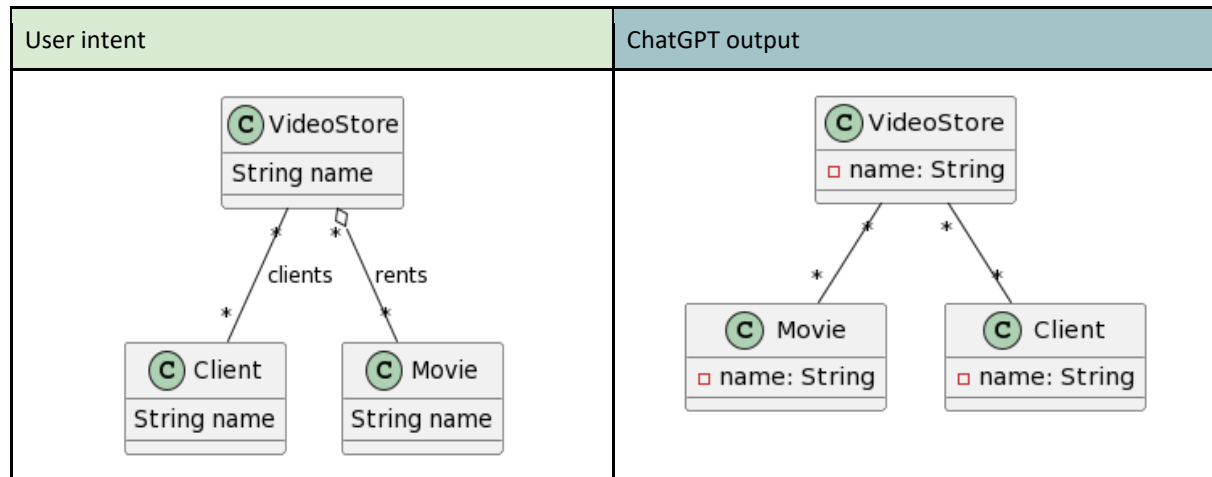 User intent
ChatGPT output
C VideoStore
String name
* *
clients rents
* *
C Client C Movie
String name String name
C VideoStore
name: String
* *
* *
C Movie C Client
name: String name: String